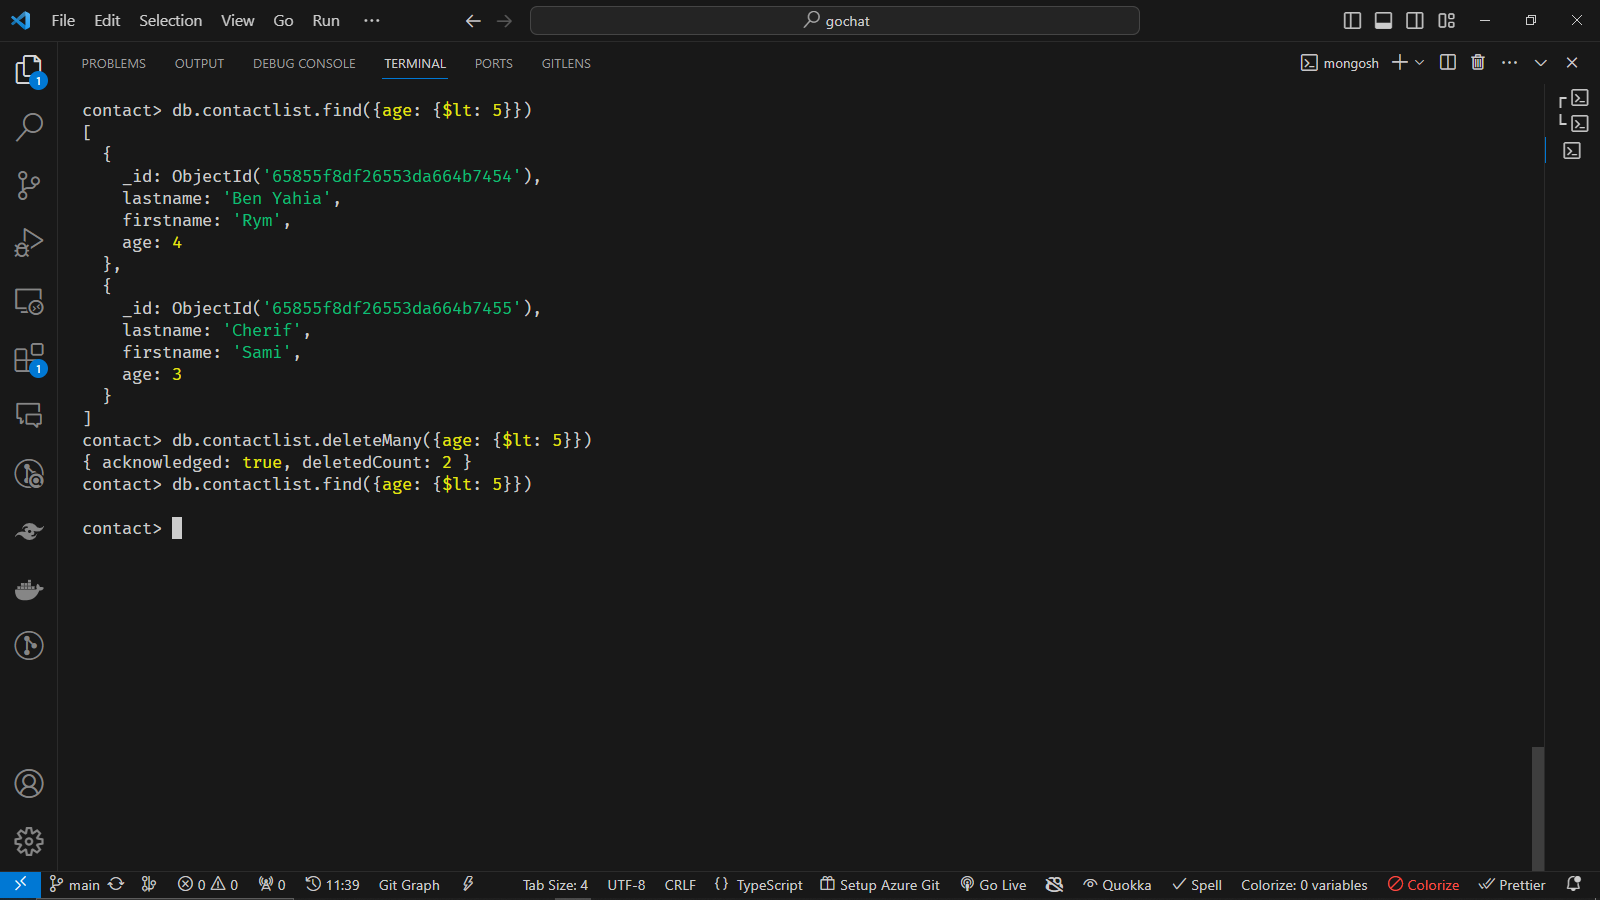 File Edit Selection View Go Run ··· gochat
PROBLEMS OUTPUT DEBUG CONSOLE TERMINAL PORTS GITLENS mongosh
contact> db.contactlist.find({age: {$lt: 5}})
[
  {
    _id: ObjectId('65855f8df26553da664b7454'),
    lastname: 'Ben Yahia',
    firstname: 'Rym',
    age: 4
  },
  {
    _id: ObjectId('65855f8df26553da664b7455'),
    lastname: 'Cherif',
    firstname: 'Sami',
    age: 3
  }
]
contact> db.contactlist.deleteMany({age: {$lt: 5}})
{ acknowledged: true, deletedCount: 2 }
contact> db.contactlist.find({age: {$lt: 5}})
contact>
1
1
main 0 0 0 11:39 Git Graph Tab Size: 4 UTF-8 CRLF {} TypeScript Setup Azure Git Go Live Quokka Spell Colorize: 0 variables Colorize Prettier